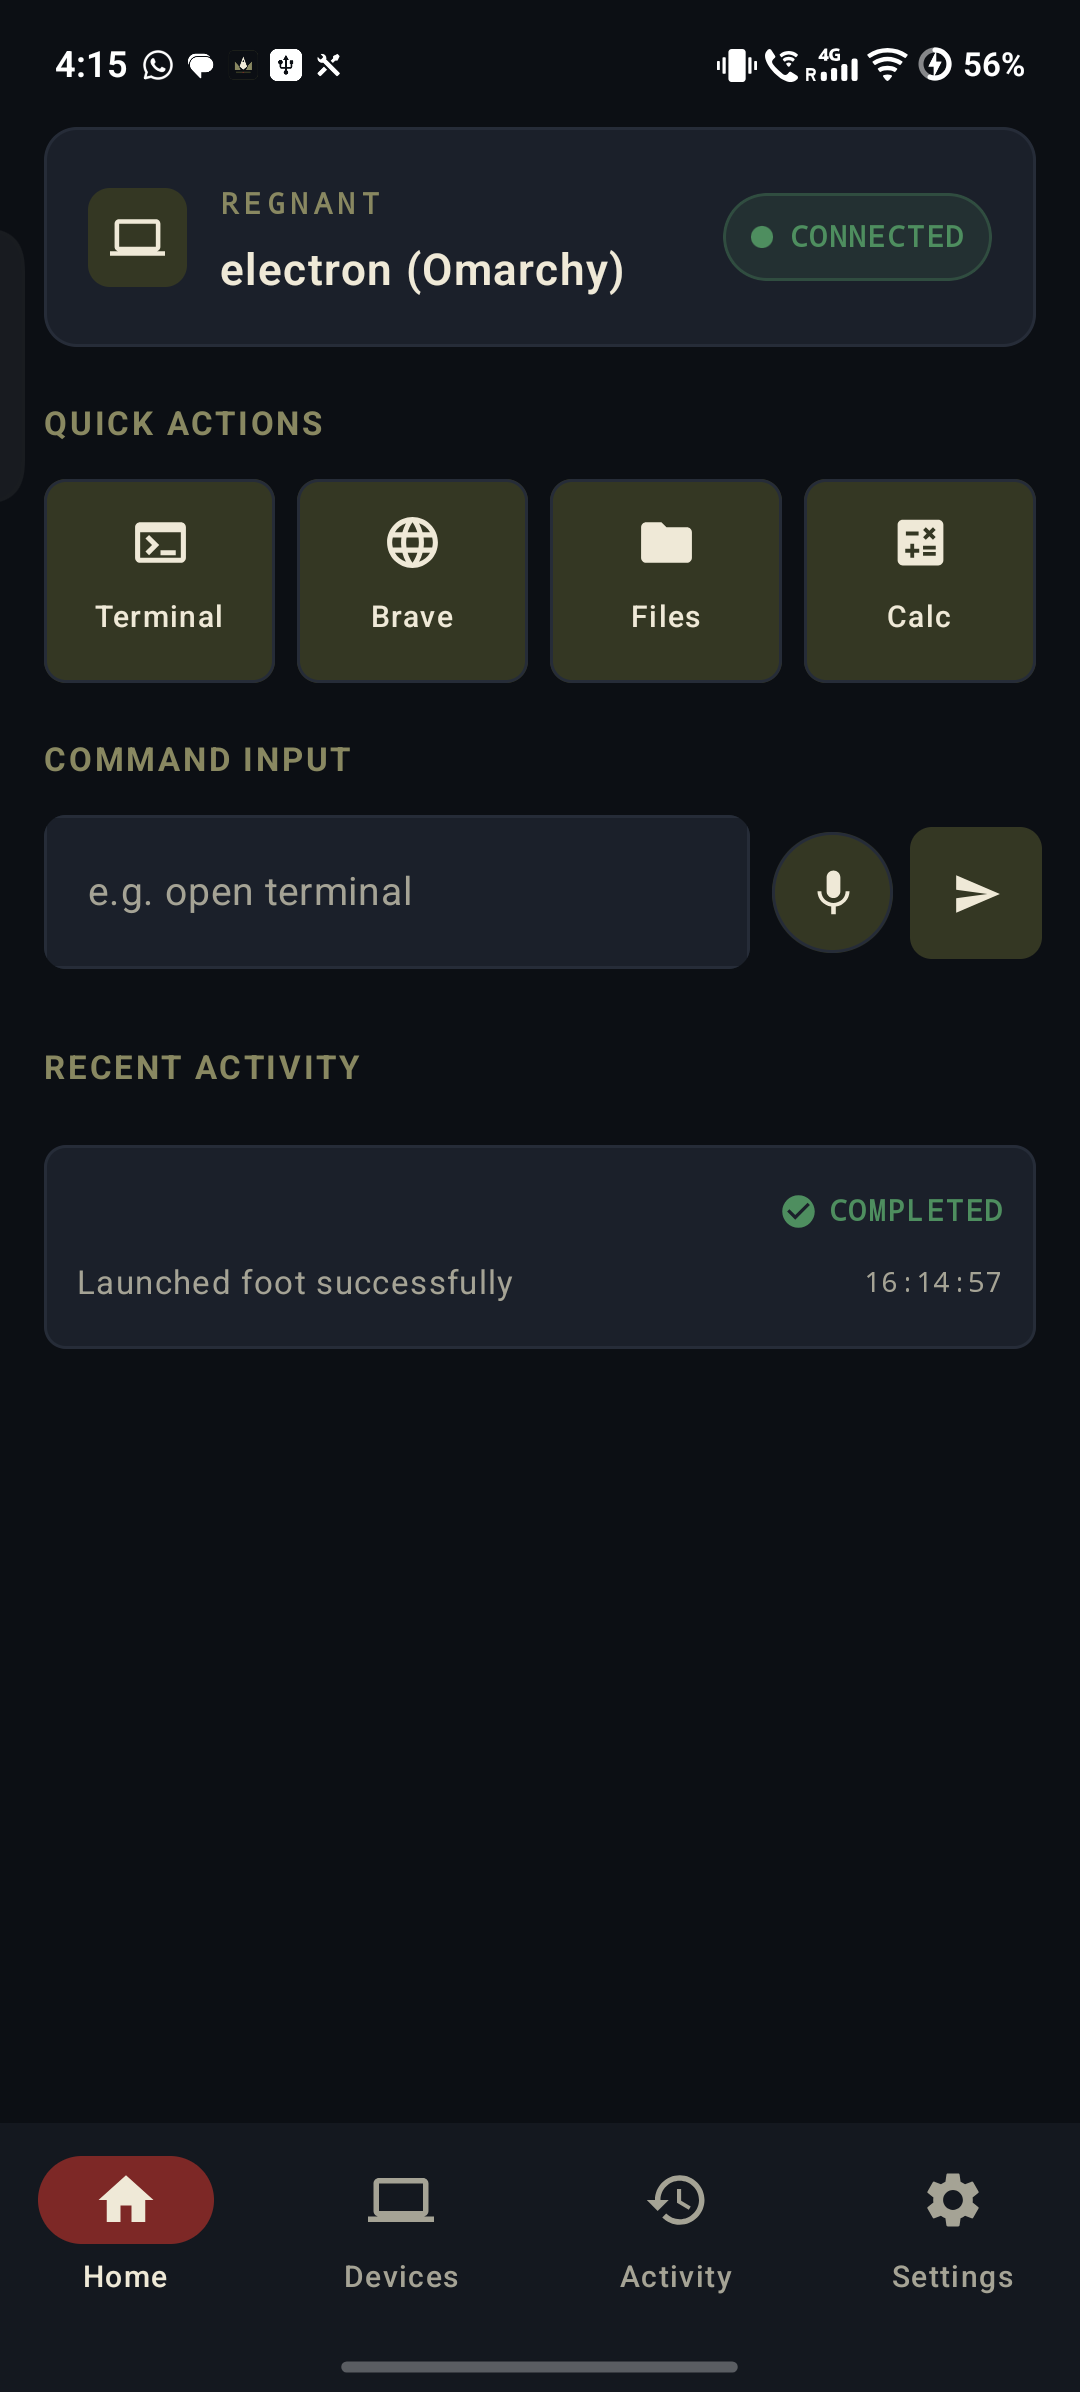 4:15
R 4G 56%
REGNANT
electron (Omarchy)
CONNECTED
QUICK ACTIONS
Terminal
Brave
Files
Calc
COMMAND INPUT
e.g. open terminal
RECENT ACTIVITY
COMPLETED
Launched foot successfully
16:14:57
Home
Devices
Activity
Settings